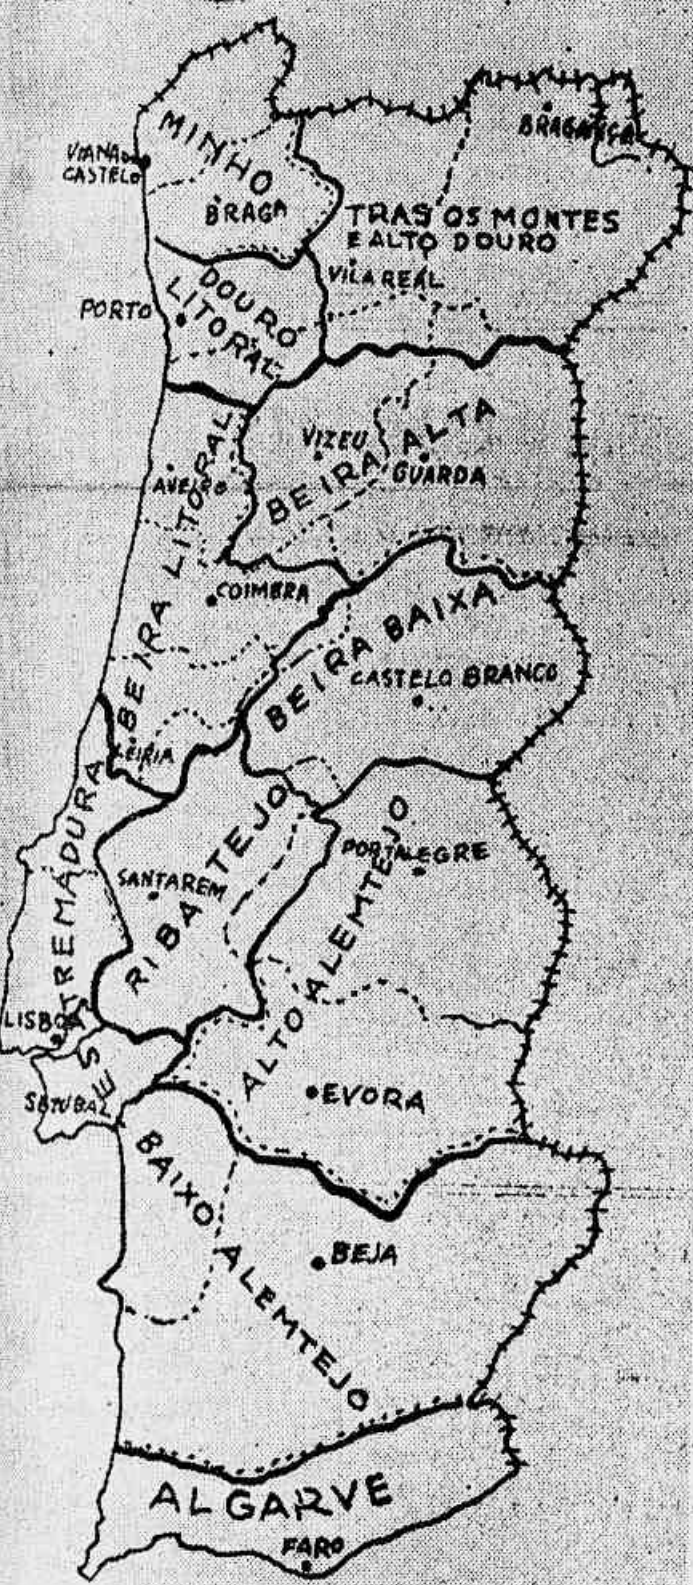 MINHO
VIANA DO
CASTELO
BRAGA
BRAGANÇA
TRAS OS MONTES
E ALTO DOURO
VILA REAL
DOURO
LITORAL
PORTO
BEIRA ALTA
VIZEU
GUARDA
BEIRA LITORAL
AVEIRO
COIMBRA
BEIRA BAIXA
CASTELO BRANCO
LEIRIA
ESTREMADURA
RIBATEJO
SANTAREM
PORTALEGRE
ALTO ALEMTEJO
LISBOA
SETUBAL
EVORA
BAIXO ALEMTEJO
BEJA
ALGARVE
FARO